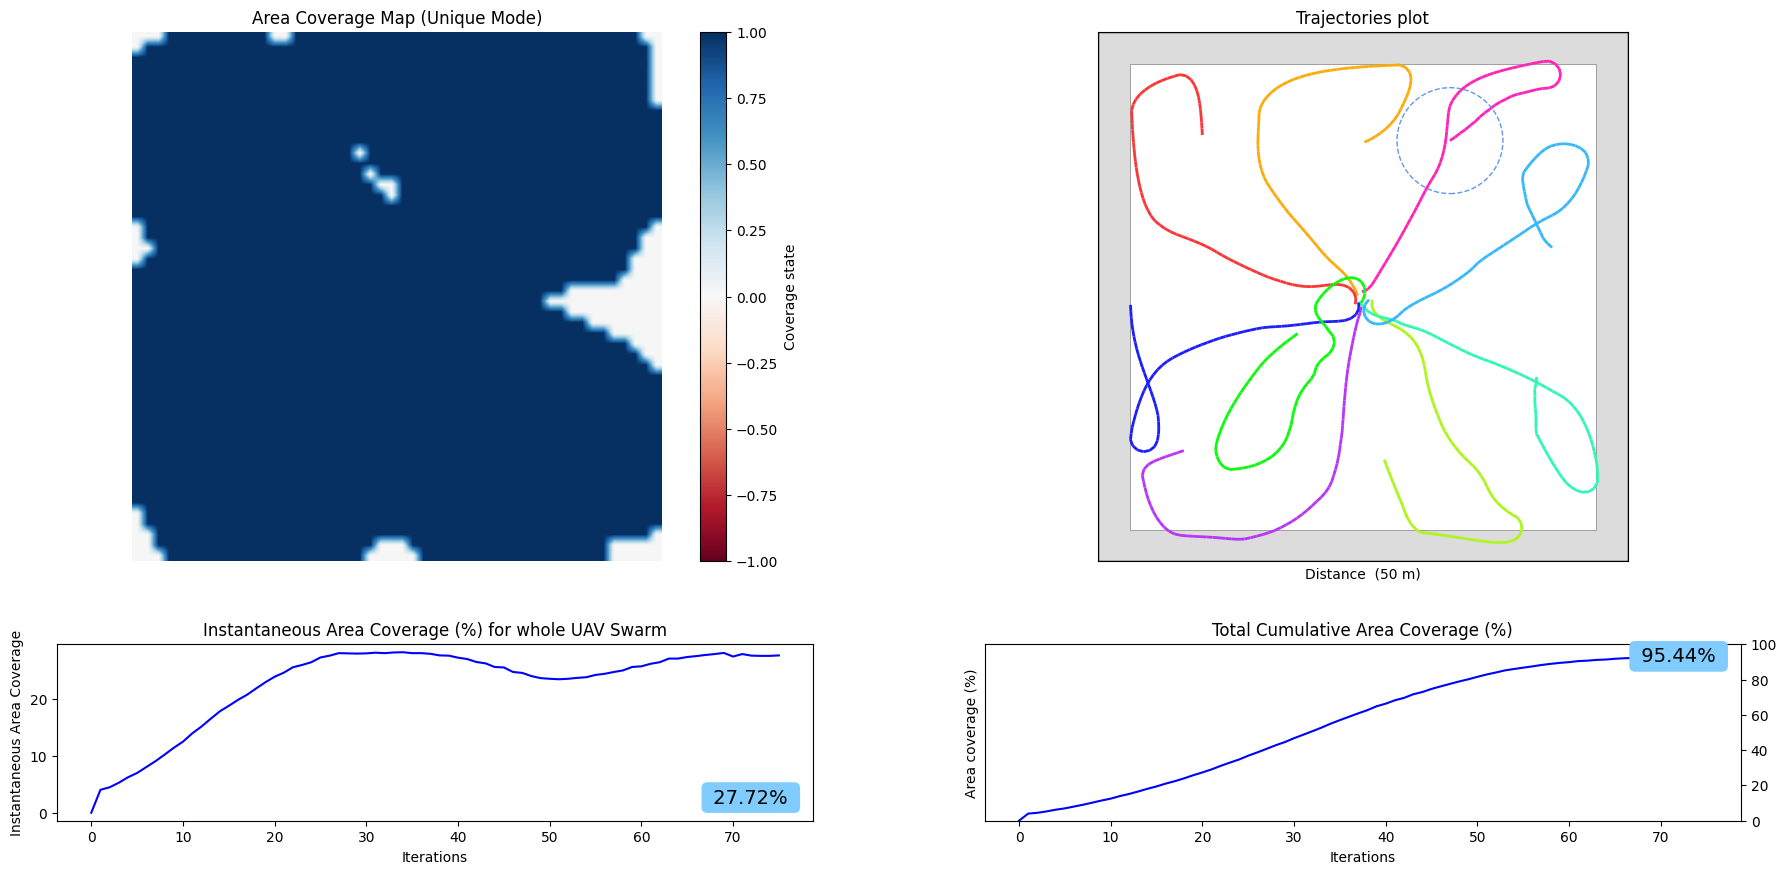 Area Coverage Map (Unique Mode)
1.00
0.75
0.50
0.25
0.00
−0.25
−0.50
−0.75
−1.00
Coverage state
Trajectories plot
Distance  (50 m)
Instantaneous Area Coverage (%) for whole UAV Swarm
Instantaneous Area Coverage
20
10
0
27.72%
0 10 20 30 40 50 60 70
Iterations
Total Cumulative Area Coverage (%)
Area coverage (%)
95.44%
100
80
60
40
20
0
0 10 20 30 40 50 60 70
Iterations